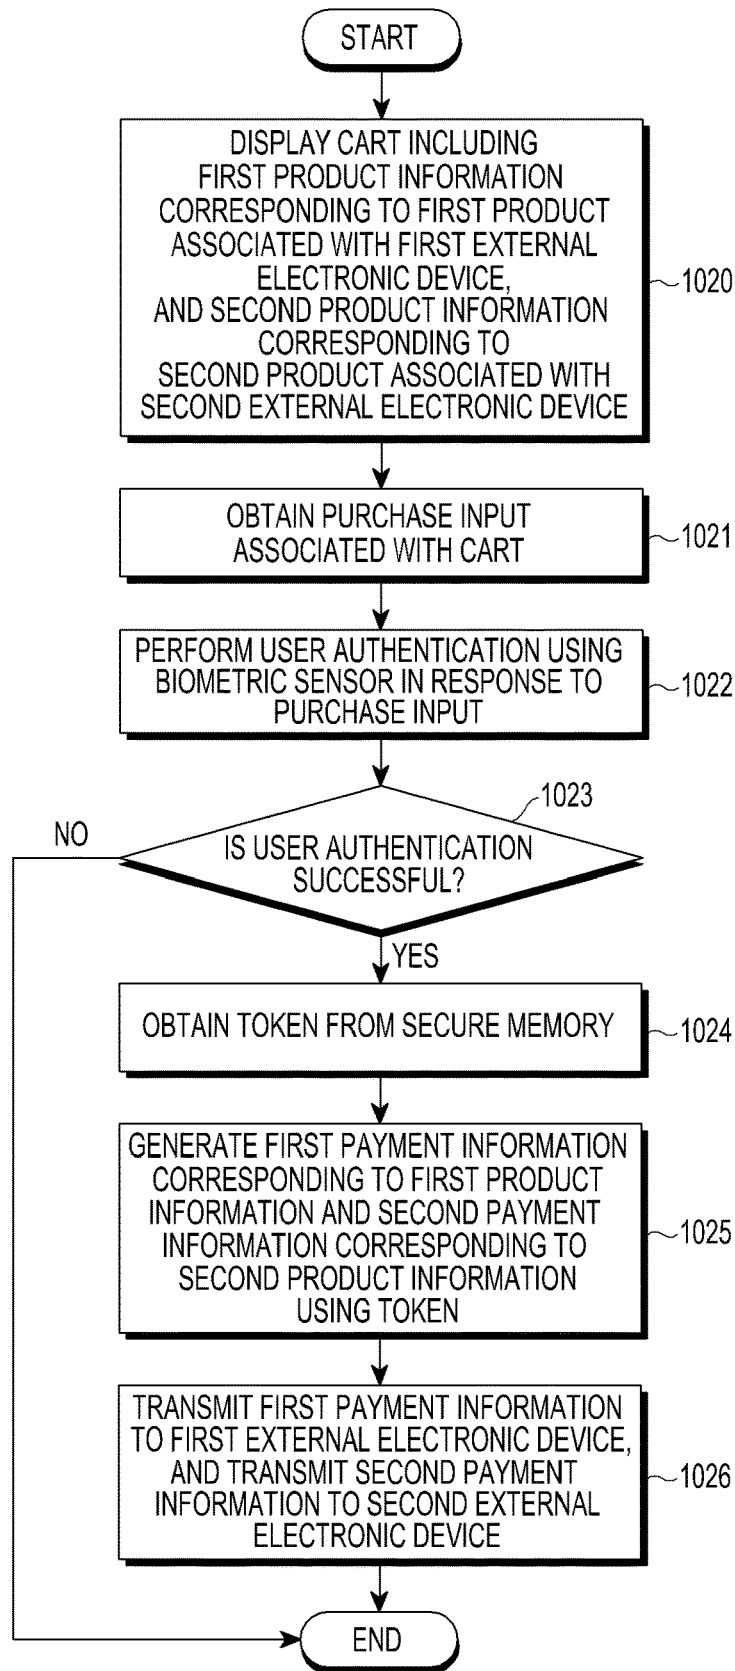 START
DISPLAY CART INCLUDING
FIRST PRODUCT INFORMATION
CORRESPONDING TO FIRST PRODUCT
ASSOCIATED WITH FIRST EXTERNAL
ELECTRONIC DEVICE,
AND SECOND PRODUCT INFORMATION
CORRESPONDING TO
SECOND PRODUCT ASSOCIATED WITH
SECOND EXTERNAL ELECTRONIC DEVICE
1020
OBTAIN PURCHASE INPUT
ASSOCIATED WITH CART
1021
PERFORM USER AUTHENTICATION USING
BIOMETRIC SENSOR IN RESPONSE TO
PURCHASE INPUT
1022
1023
NO
IS USER AUTHENTICATION
SUCCESSFUL?
YES
OBTAIN TOKEN FROM SECURE MEMORY
1024
GENERATE FIRST PAYMENT INFORMATION
CORRESPONDING TO FIRST PRODUCT
INFORMATION AND SECOND PAYMENT
INFORMATION CORRESPONDING TO
SECOND PRODUCT INFORMATION
USING TOKEN
1025
TRANSMIT FIRST PAYMENT INFORMATION
TO FIRST EXTERNAL ELECTRONIC DEVICE,
AND TRANSMIT SECOND PAYMENT
INFORMATION TO SECOND EXTERNAL
ELECTRONIC DEVICE
1026
END